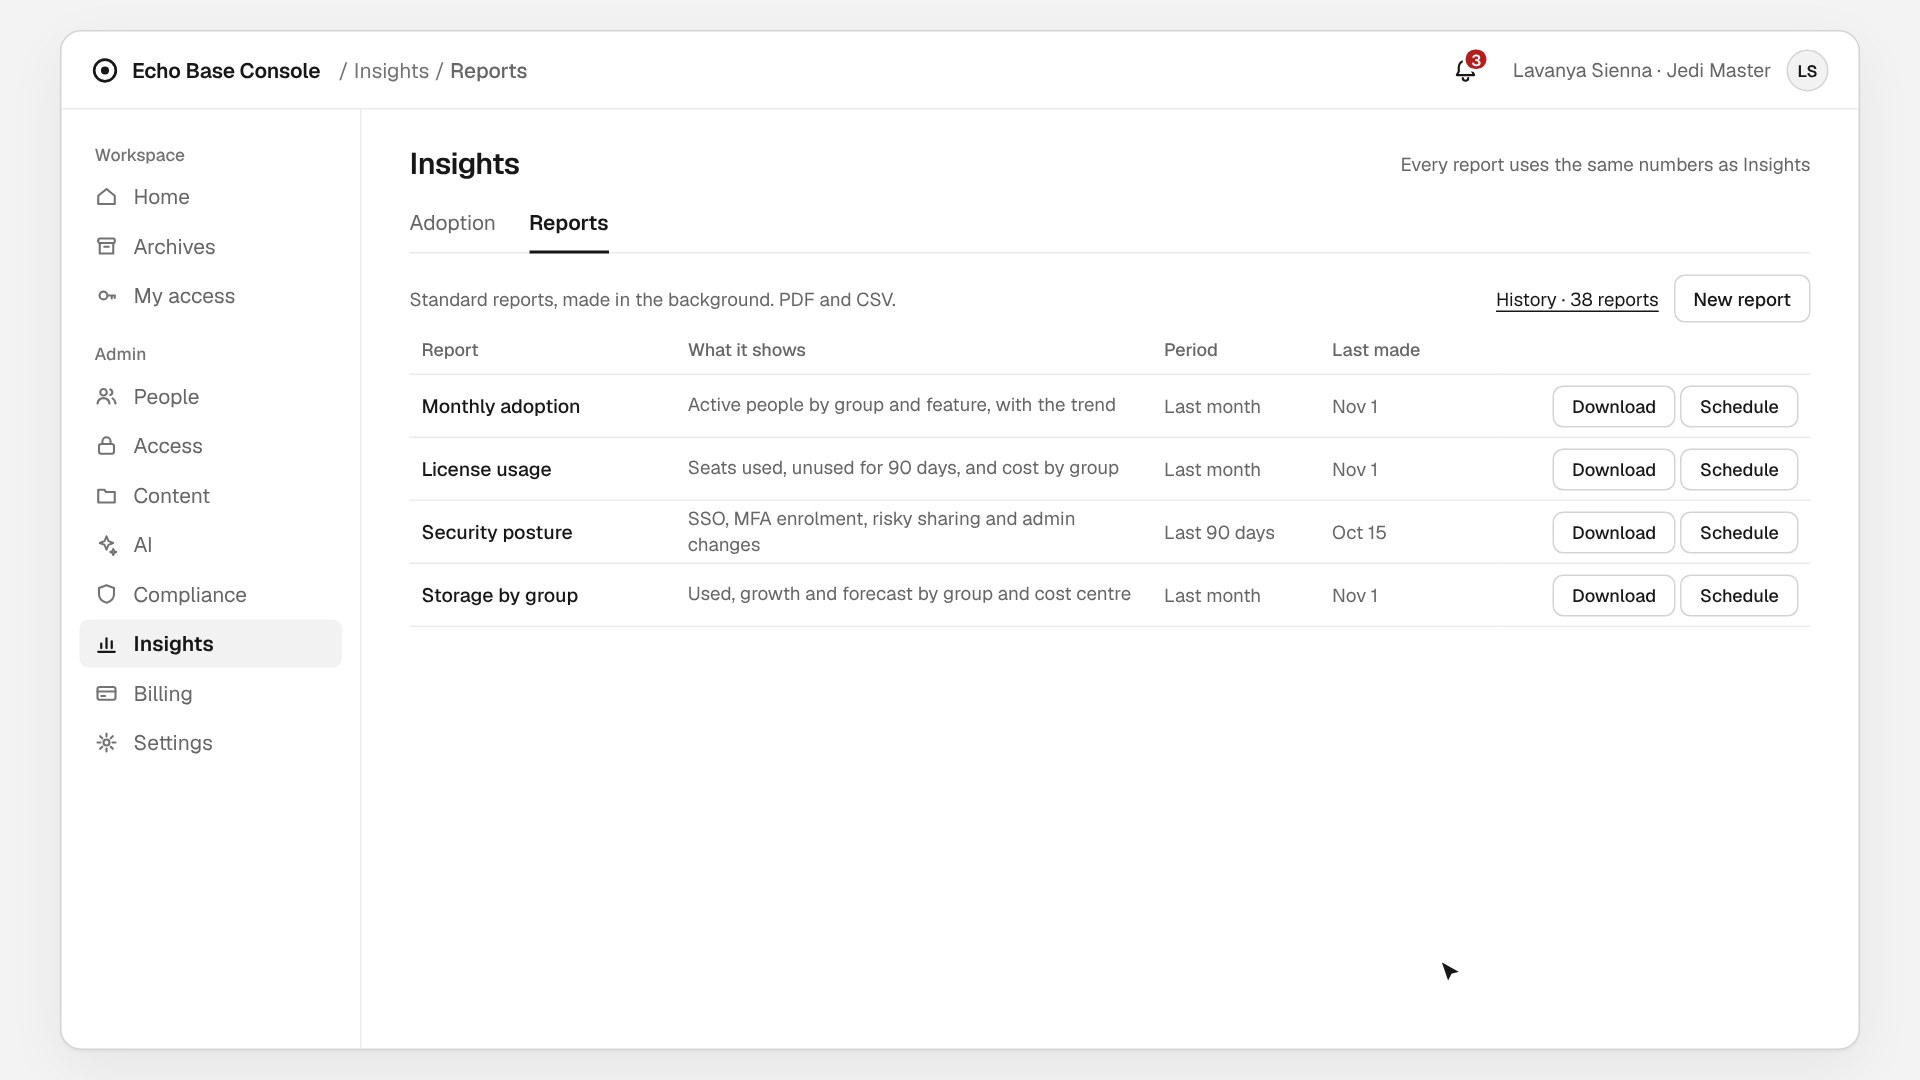 Echo Base Console / Insights / Reports
3
Lavanya Sienna · Jedi Master
LS
Workspace
Home
Archives
My access
Admin
People
Access
Content
AI
Compliance
Insights
Billing
Settings
Insights
Every report uses the same numbers as Insights
Adoption
Reports
Standard reports, made in the background. PDF and CSV.
History · 38 reports
New report
Report
What it shows
Period
Last made
Monthly adoption
Active people by group and feature, with the trend
Last month
Nov 1
Download
Schedule
License usage
Seats used, unused for 90 days, and cost by group
Last month
Nov 1
Download
Schedule
Security posture
SSO, MFA enrolment, risky sharing and admin
changes
Last 90 days
Oct 15
Download
Schedule
Storage by group
Used, growth and forecast by group and cost centre
Last month
Nov 1
Download
Schedule